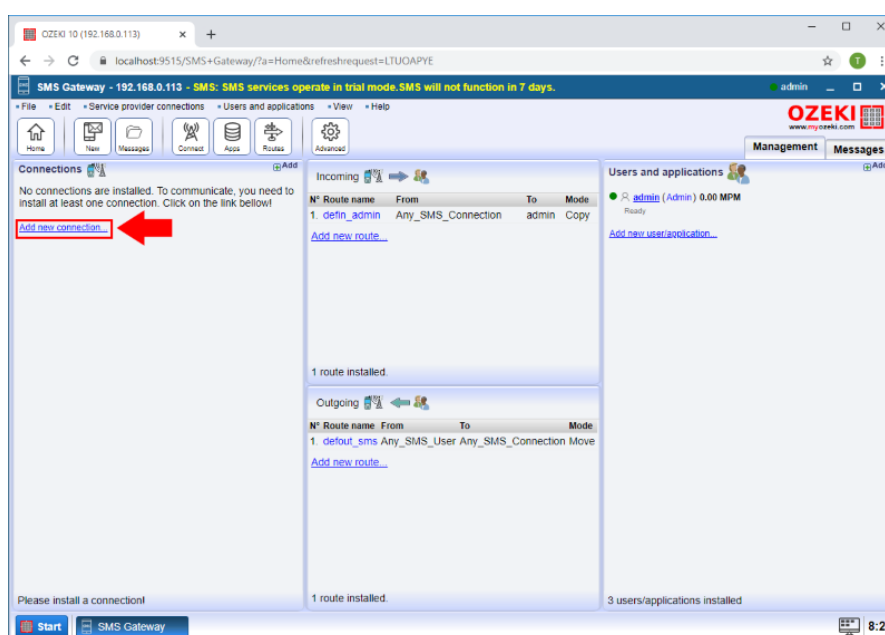 OZEKI 10 (192.168.0.113)
localhost:9515/SMS+Gateway/?a=Home&refreshrequest=LTUOAPYE
T
SMS Gateway - 192.168.0.113 - SMS: SMS services operate in trial mode.SMS will not function in 7 days.
admin
File Edit Service provider connections Users and applications View Help
OZEKI
www.myozeki.com
Home New Messages Connect Apps Routes Advanced
Management Messages
Connections
Add
No connections are installed. To communicate, you need to
install at least one connection. Click on the link bellow!
Add new connection...
Please install a connection!
Incoming
N° Route name From To Mode
1. defin_admin Any_SMS_Connection admin Copy
Add new route...
1 route installed.
Outgoing
N° Route name From To Mode
1. defout_sms Any_SMS_User Any_SMS_Connection Move
Add new route...
1 route installed.
Users and applications
Add
admin (Admin) 0.00 MPM
Ready
Add new user/application...
3 users/applications installed
Start SMS Gateway
8:2